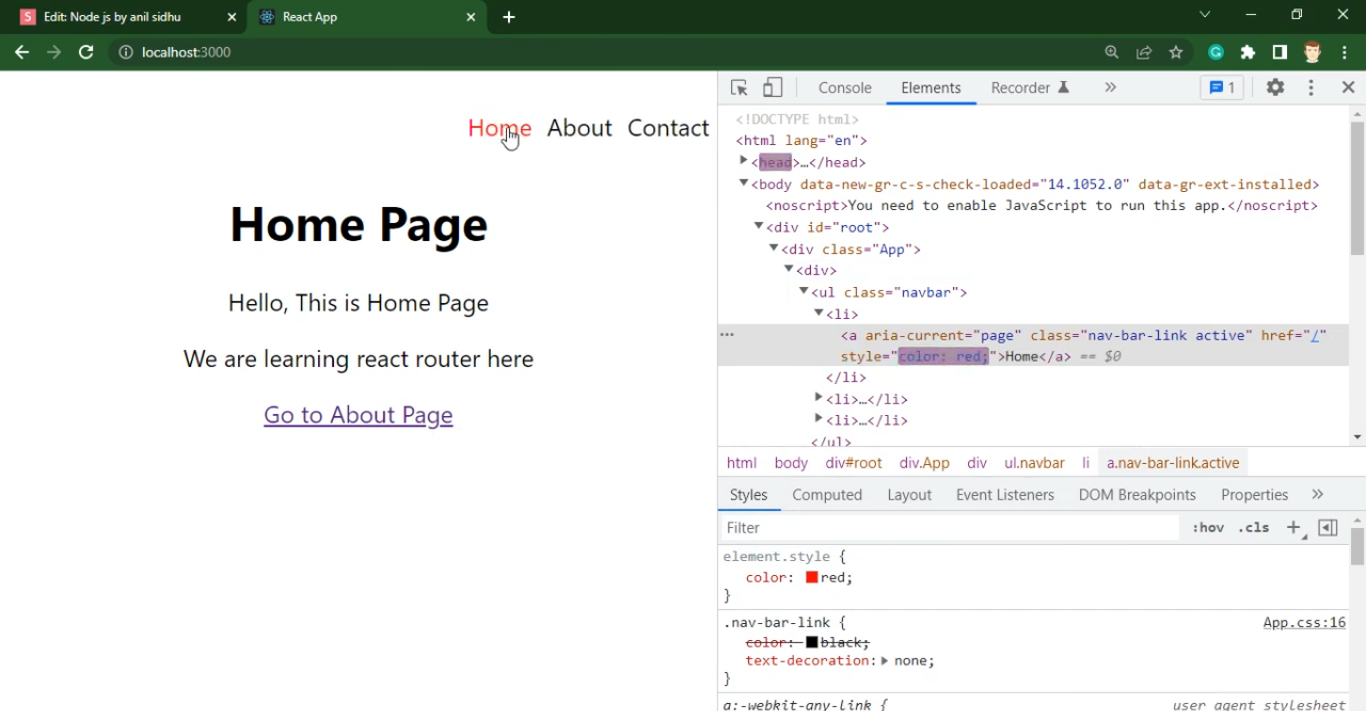 Edit: Node js by anil sidhu
React App
localhost:3000
Home About Contact
Home Page
Hello, This is Home Page
We are learning react router here
Go to About Page
Console Elements Recorder 1
<!DOCTYPE html>
<html lang="en">
<head>…</head>
<body data-new-gr-c-s-check-loaded="14.1052.0" data-gr-ext-installed>
<noscript>You need to enable JavaScript to run this app.</noscript>
<div id="root">
<div class="App">
<div>
<ul class="navbar">
<li>
<a aria-current="page" class="nav-bar-link active" href="/"
style="color: red;">Home</a> == $0
</li>
<li>…</li>
<li>…</li>
</ul>
html body div#root div.App div ul.navbar li a.nav-bar-link.active
Styles Computed Layout Event Listeners DOM Breakpoints Properties
Filter :hov .cls
element.style {
color: red;
}
.nav-bar-link { App.css:16
color: black;
text-decoration: none;
}
a:-webkit-any-link { user agent stylesheet